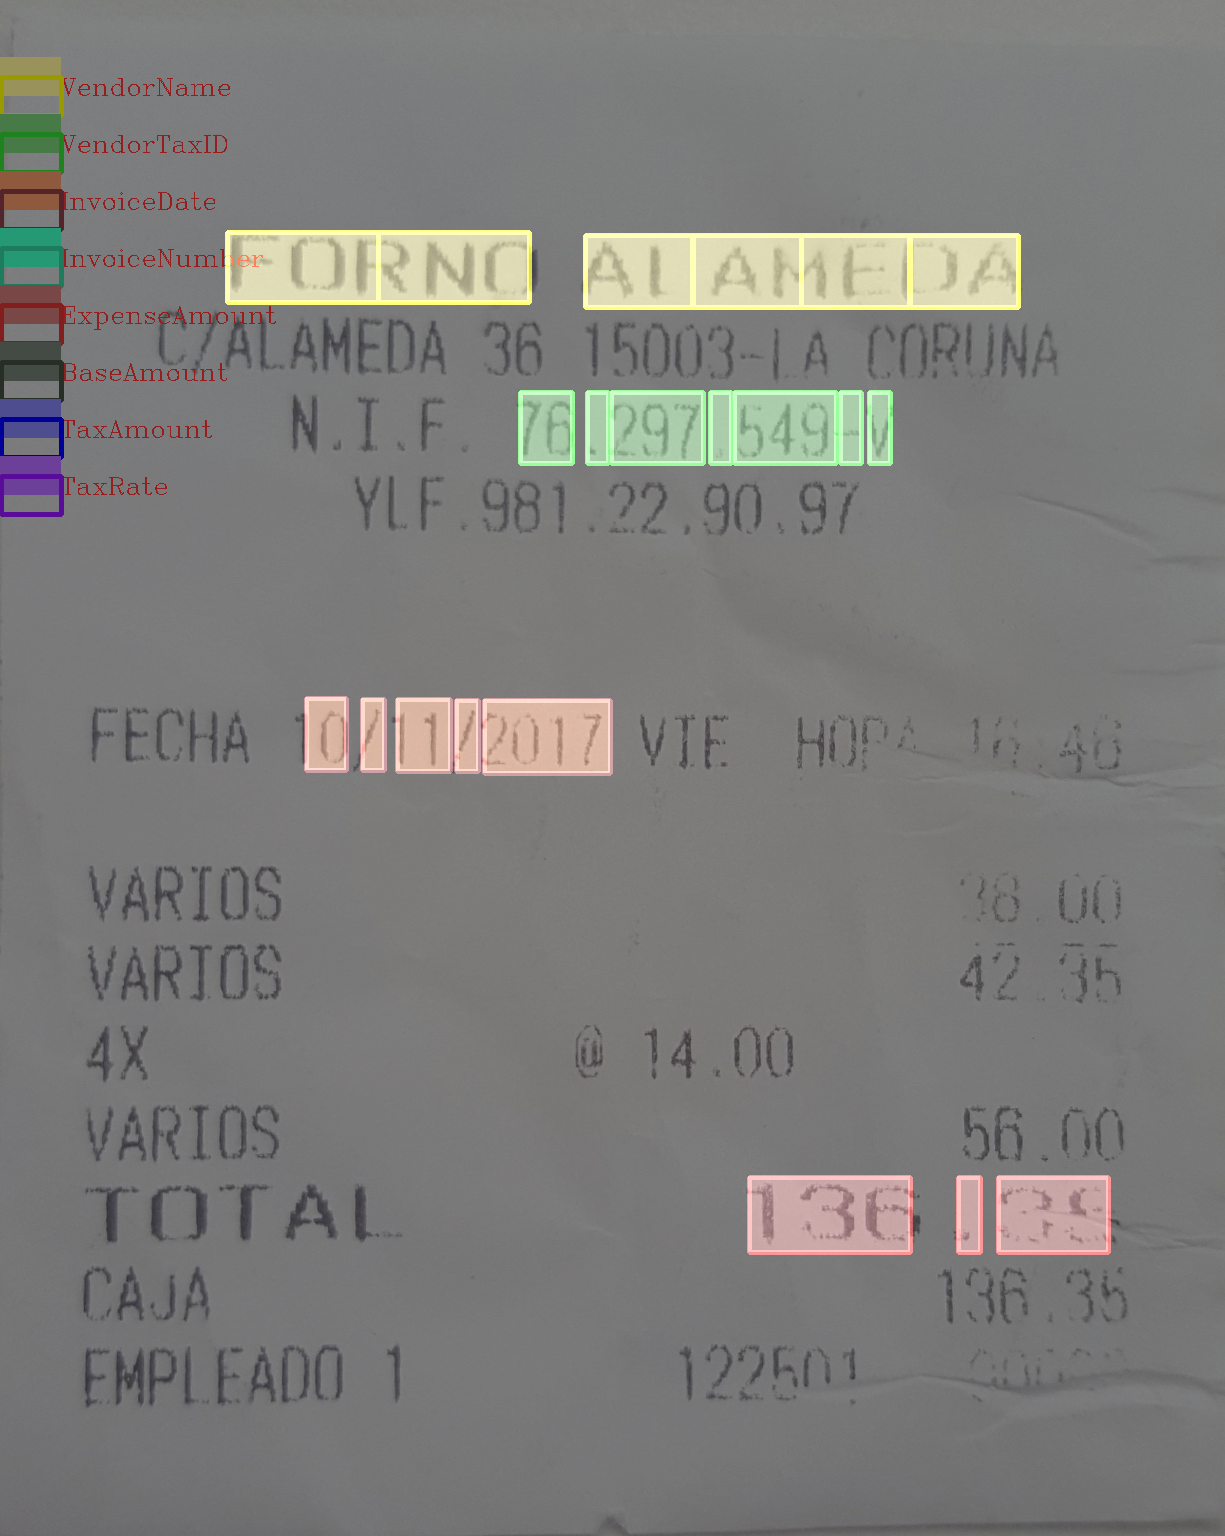 VendorName
VendorTaxID
InvoiceDate
InvoiceNumber
ExpenseAmount
BaseAmount
TaxAmount
TaxRate
FORNO ALAMEDA
C/ALAMEDA 36 15003-LA CORUNA
N.I.F. 76.297.549-V
YLF.981.22.90.97
FECHA 10/11/2017 VIE HORA 16:46
VARIOS 38.00
VARIOS 42.35
4X @ 14.00
VARIOS 56.00
TOTAL 136.35
CAJA 136.35
EMPLEADO 1 122501